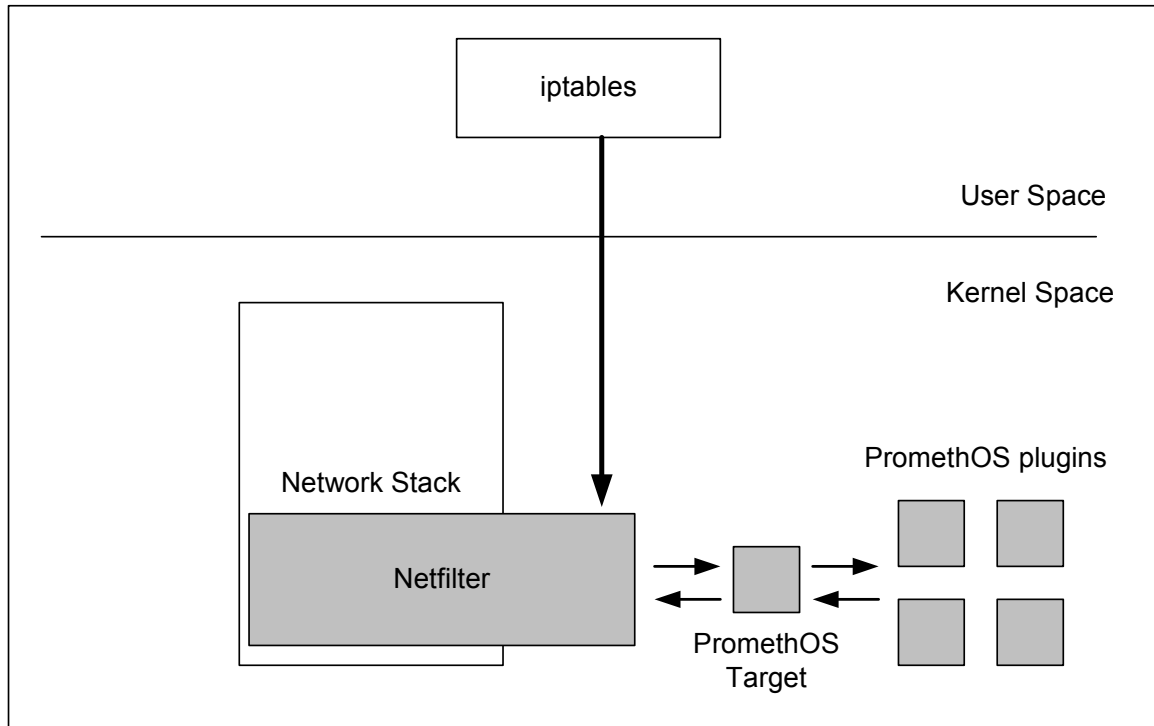 iptables
User Space
Kernel Space
PromethOS plugins
Network Stack
Netfilter
PromethOS
Target